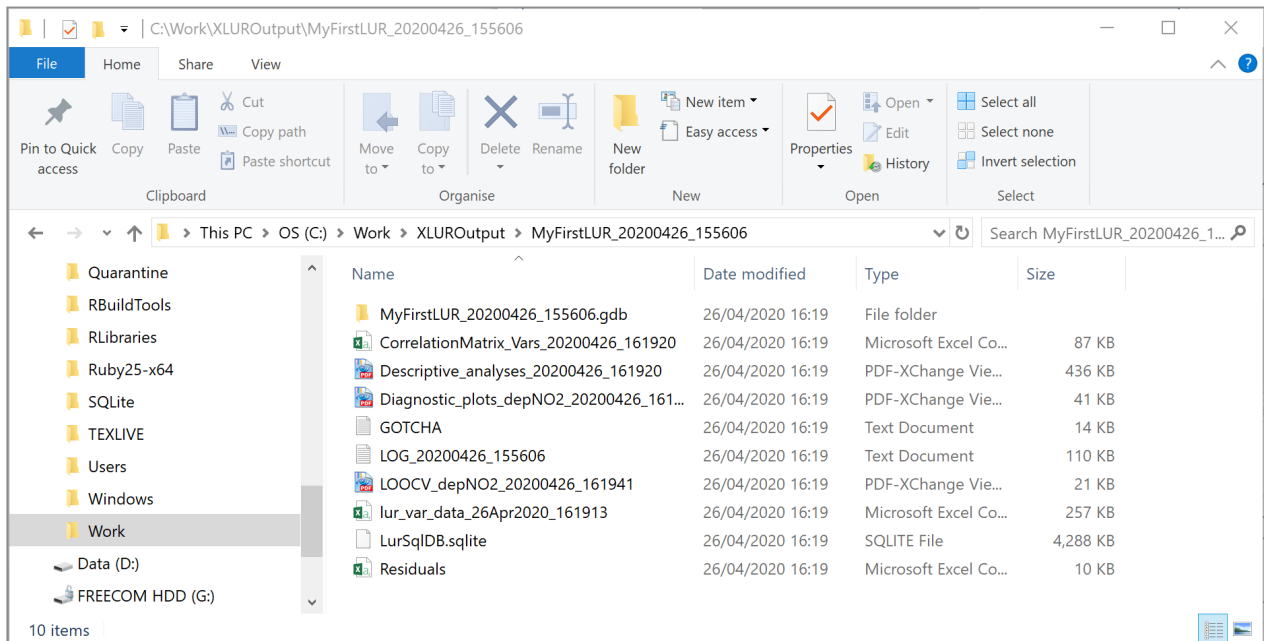 C:\Work\XLUROutput\MyFirstLUR_20200426_155606
File Home Share View
Pin to Quick access
Copy
Paste
Cut
Copy path
Paste shortcut
Clipboard
Move to
Copy to
Delete
Rename
Organise
New folder
New item
Easy access
New
Properties
Open
Edit
History
Open
Select all
Select none
Invert selection
Select
This PC > OS (C:) > Work > XLUROutput > MyFirstLUR_20200426_155606
Search MyFirstLUR_20200426_1...
Quarantine
RBuildTools
RLibraries
Ruby25-x64
SQLite
TEXLIVE
Users
Windows
Work
Data (D:)
FREECOM HDD (G:)
Name Date modified Type Size
MyFirstLUR_20200426_155606.gdb 26/04/2020 16:19 File folder
CorrelationMatrix_Vars_20200426_161920 26/04/2020 16:19 Microsoft Excel Co... 87 KB
Descriptive_analyses_20200426_161920 26/04/2020 16:19 PDF-XChange Vie... 436 KB
Diagnostic_plots_depNO2_20200426_161... 26/04/2020 16:19 PDF-XChange Vie... 41 KB
GOTCHA 26/04/2020 16:19 Text Document 14 KB
LOG_20200426_155606 26/04/2020 16:19 Text Document 110 KB
LOOCV_depNO2_20200426_161941 26/04/2020 16:19 PDF-XChange Vie... 21 KB
lur_var_data_26Apr2020_161913 26/04/2020 16:19 Microsoft Excel Co... 257 KB
LurSqlDB.sqlite 26/04/2020 16:19 SQLITE File 4,288 KB
Residuals 26/04/2020 16:19 Microsoft Excel Co... 10 KB
10 items